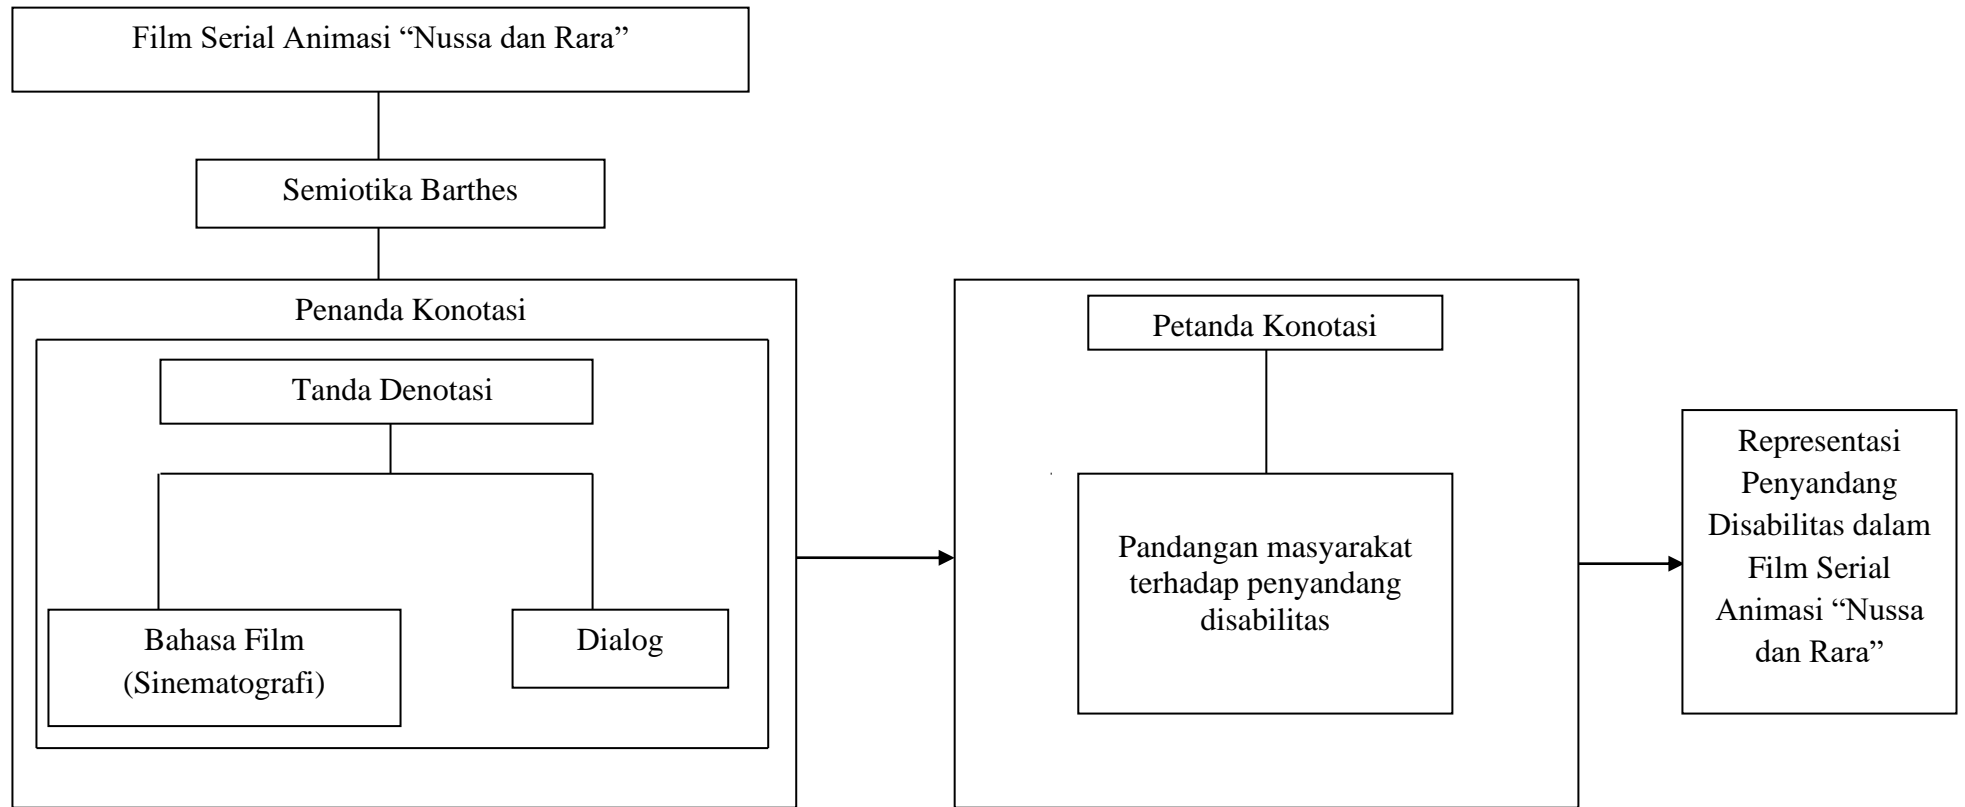 Film Serial Animasi “Nussa dan Rara”
Semiotika Barthes
Penanda Konotasi
Tanda Denotasi
Bahasa Film
(Sinematografi)
Dialog
Petanda Konotasi
Pandangan masyarakat
terhadap penyandang
disabilitas
Representasi
Penyandang
Disabilitas dalam
Film Serial
Animasi “Nussa
dan Rara”